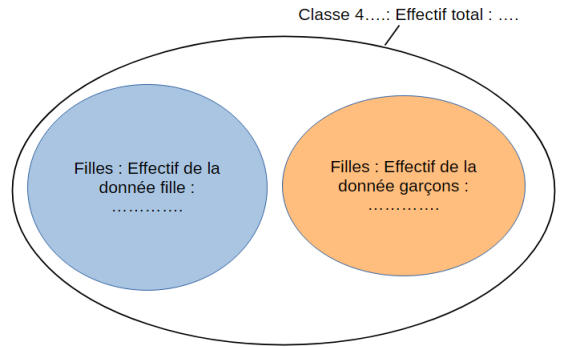 Classe 4….: Effectif total : ….
Filles : Effectif de la
donnée fille :
………….
Filles : Effectif de la
donnée garçons :
………….